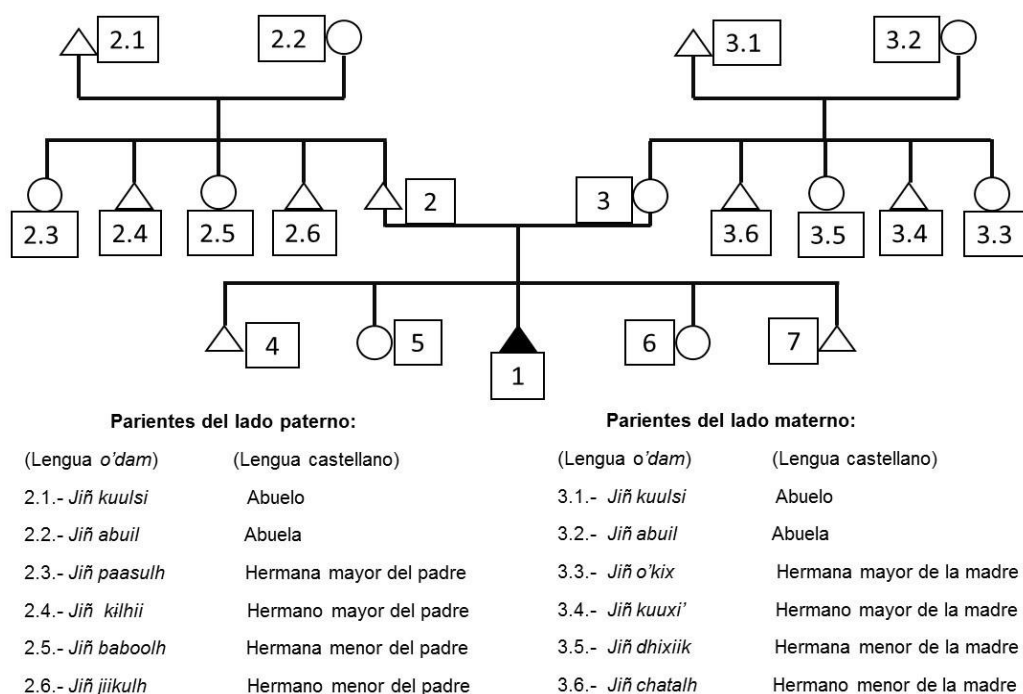 2.1 2.2 3.1 3.2
2.3 2.4 2.5 2.6 2 3 3.6 3.5 3.4 3.3
4 5 1 6 7
Parientes del lado paterno:
(Lengua o’dam) (Lengua castellano)
2.1.- Jiñ kuulsi Abuelo
2.2.- Jiñ abuil Abuela
2.3.- Jiñ paasulh Hermana mayor del padre
2.4.- Jiñ kɨlhii Hermano mayor del padre
2.5.- Jiñ baboolh Hermana menor del padre
2.6.- Jiñ jiikulh Hermano menor del padre
Parientes del lado materno:
(Lengua o’dam) (Lengua castellano)
3.1.- Jiñ kuulsi Abuelo
3.2.- Jiñ abuil Abuela
3.3.- Jiñ o’kix Hermana mayor de la madre
3.4.- Jiñ kuuxi’ Hermano mayor de la madre
3.5.- Jiñ dhixiik Hermana menor de la madre
3.6.- Jiñ chatalh Hermano menor de la madre